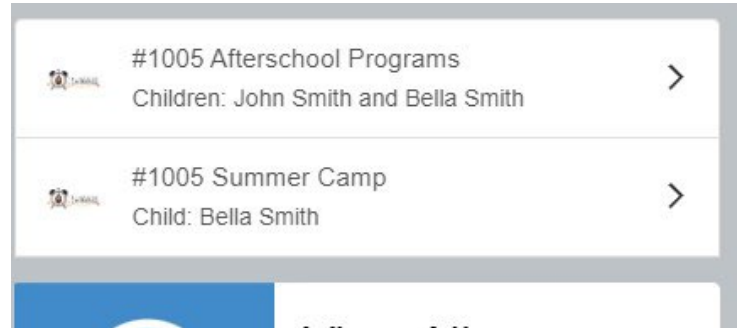 #1005 Afterschool Programs
Children: John Smith and Bella Smith
#1005 Summer Camp
Child: Bella Smith